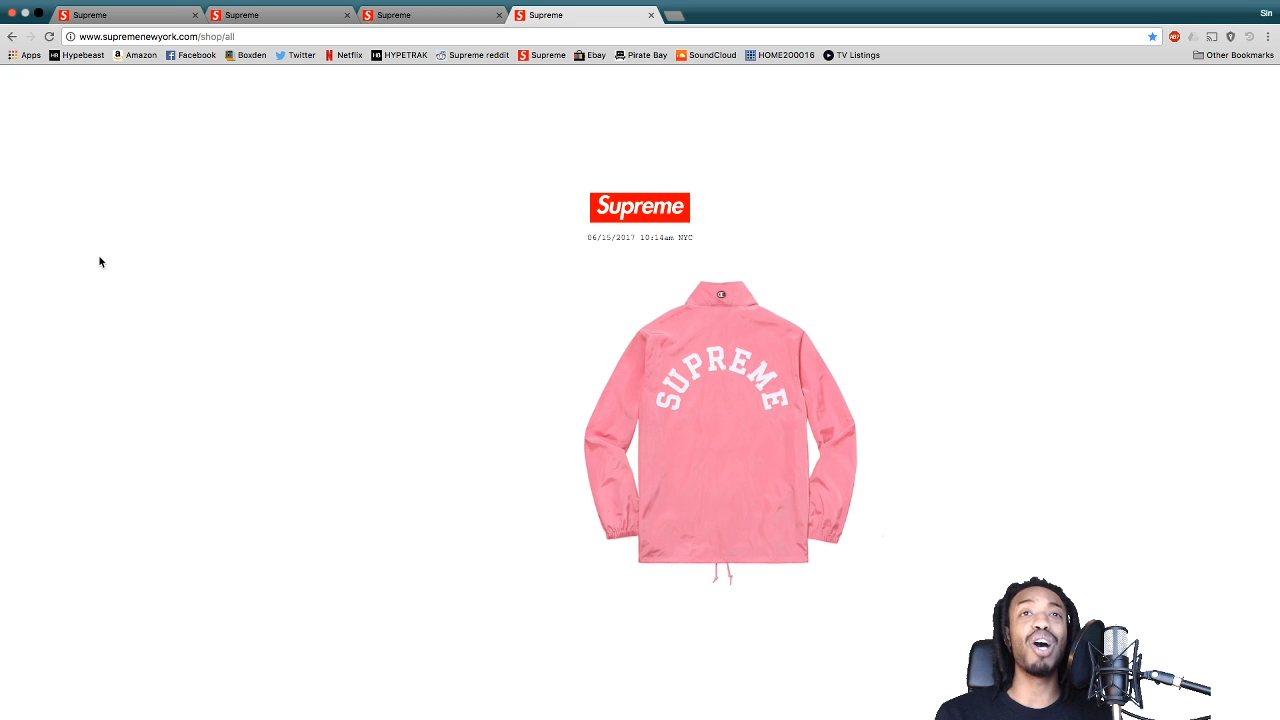 Supreme
Supreme
Supreme
Supreme
Sin
www.supremenewyork.com/shop/all
ABP
Apps
HB Hypebeast
Amazon
Facebook
Boxden
Twitter
Netflix
HYPETRAK
Supreme reddit
Supreme
Ebay
Pirate Bay
SoundCloud
HOME200016
TV Listings
Other Bookmarks
Supreme
06/15/2017 10:14am NYC
SUPREME